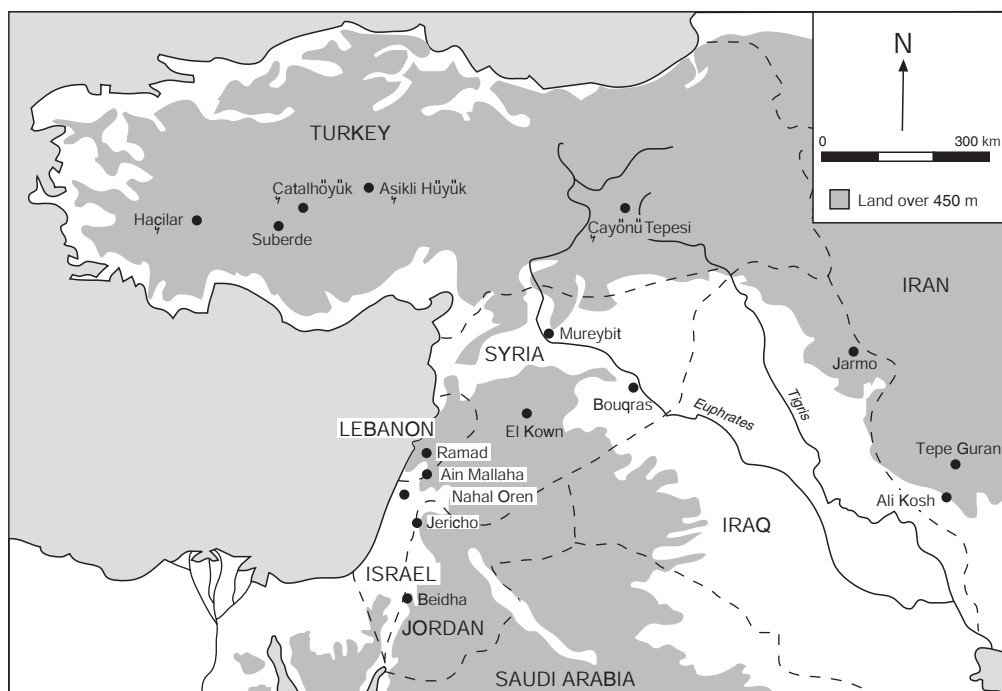 N
0 300 km
Land over 450 m
TURKEY
Çatalhöyük
Aşikli Hüyük
Haçilar
Suberde
Çayönü Tepesi
IRAN
Mureybit
SYRIA
Jarmo
Bouqras
Euphrates
Tigris
El Kown
LEBANON
Ramad
Ain Mallaha
Nahal Oren
Jericho
Tepe Guran
Ali Kosh
IRAQ
ISRAEL
Beidha
JORDAN
SAUDI ARABIA